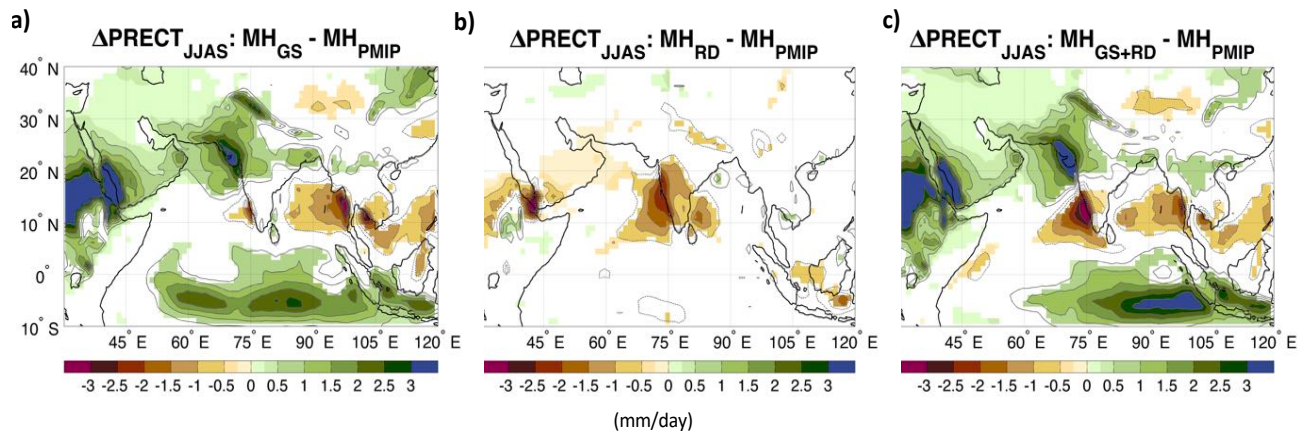 a) b) c)
ΔPRECT_JJAS: MH_GS - MH_PMIP ΔPRECT_JJAS: MH_RD - MH_PMIP ΔPRECT_JJAS: MH_GS+RD - MH_PMIP
40° N
30° N
20° N
10° N
0°
10° S
45° E 60° E 75° E 90° E 105° E 120° E 45° E 60° E 75° E 90° E 105° E 120° E 45° E 60° E 75° E 90° E 105° E 120° E
-3 -2.5 -2 -1.5 -1 -0.5 0 0.5 1 1.5 2 2.5 3 -3 -2.5 -2 -1.5 -1 -0.5 0 0.5 1 1.5 2 2.5 3 -3 -2.5 -2 -1.5 -1 -0.5 0 0.5 1 1.5 2 2.5 3
(mm/day)